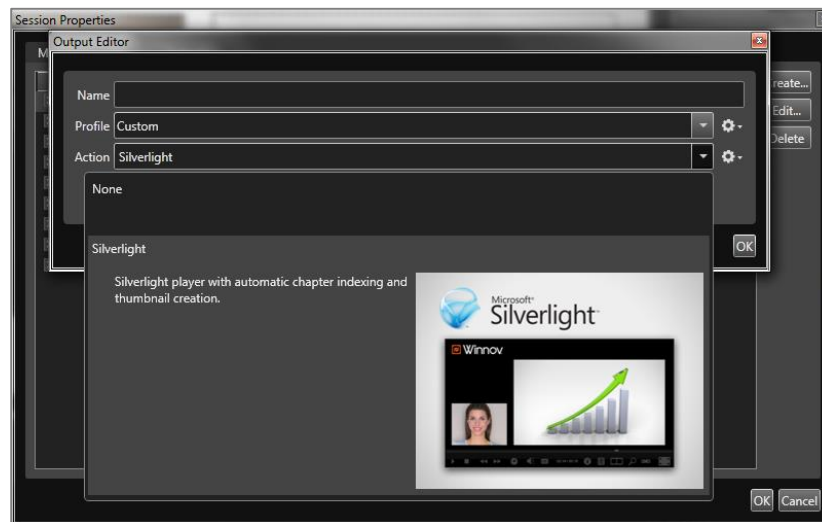 Session Properties
Output Editor
M
Name
Profile Custom
Action Silverlight
reate...
Edit...
Delete
None
Silverlight
Silverlight player with automatic chapter indexing and
thumbnail creation.
Microsoft®
Silverlight
Winnov
OK
OK Cancel